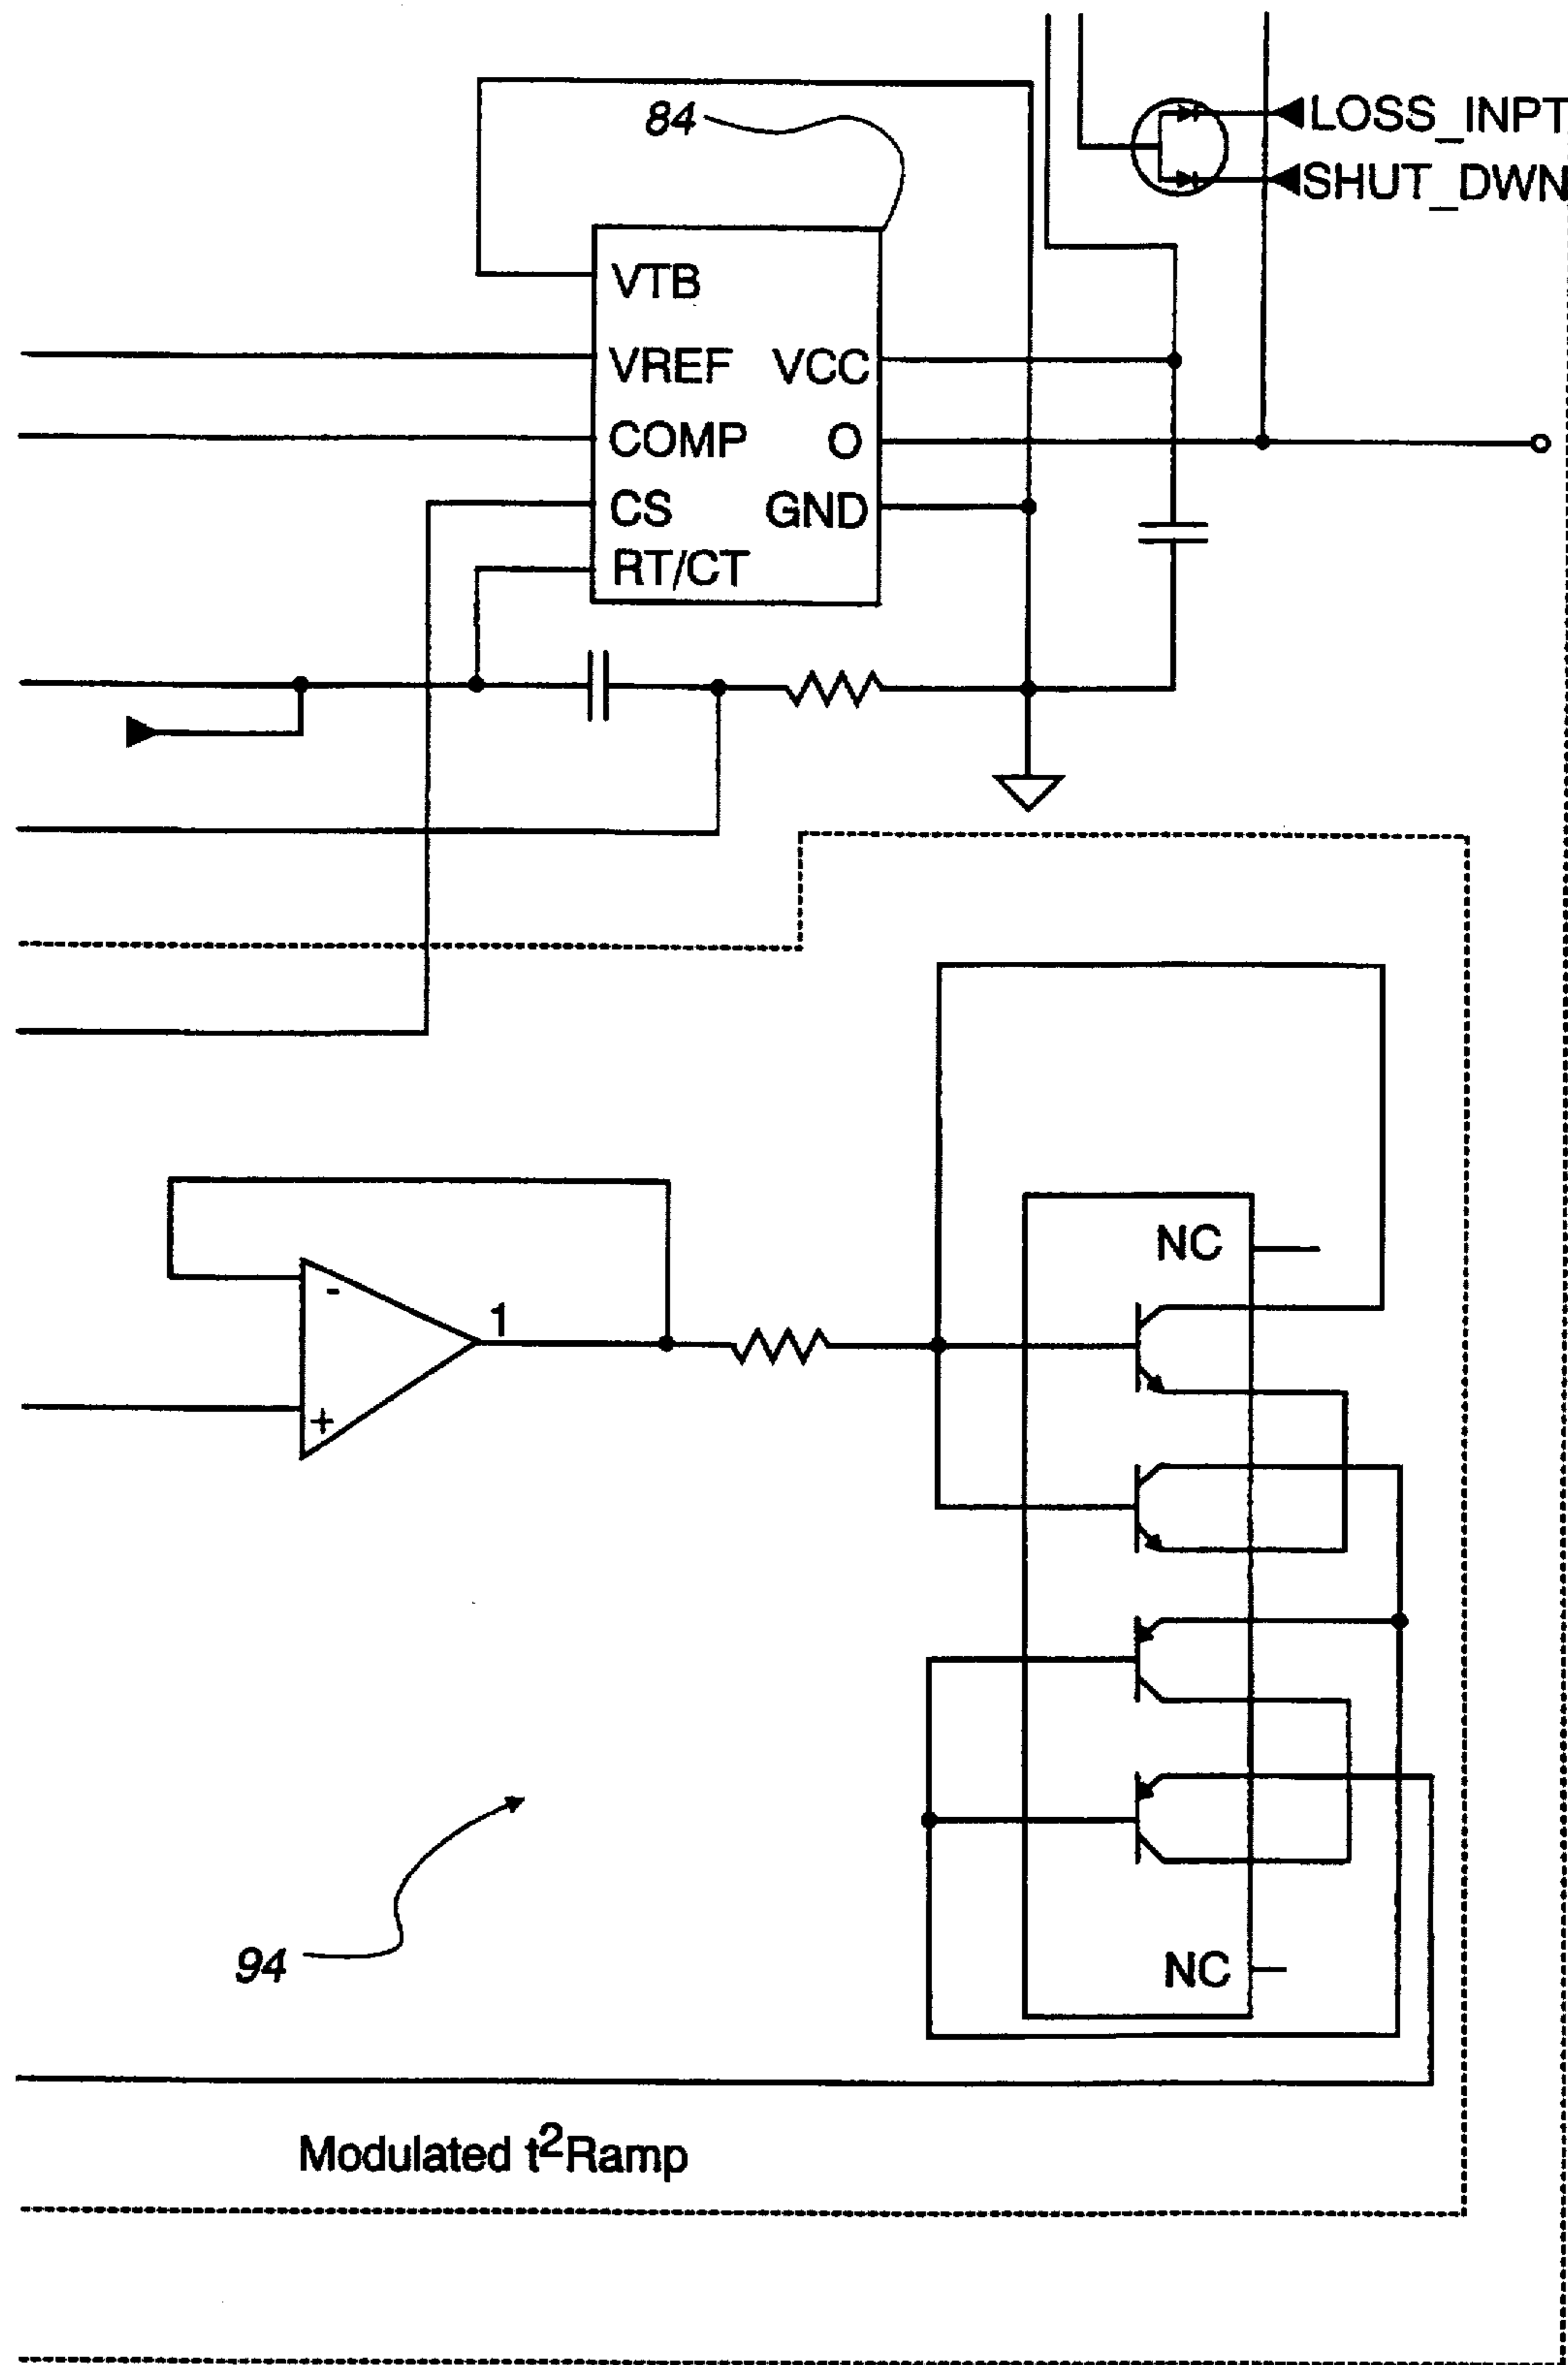 84
LOSS_INPT
SHUT_DWN
VTB
VREF VCC
COMP O
CS GND
RT/CT
NC
-
1
+
94
NC
Modulated t²Ramp